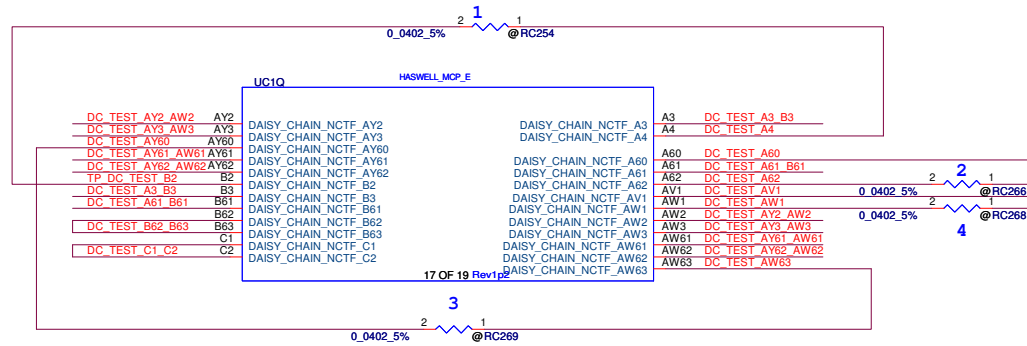 1
2 1
0_0402_5% @RC254
UC1Q HASWELL_MCP_E
DC_TEST_AY2_AW2 AY2 DAISY_CHAIN_NCTF_AY2
DC_TEST_AY3_AW3 AY3 DAISY_CHAIN_NCTF_AY3
DC_TEST_AY60 AY60 DAISY_CHAIN_NCTF_AY60
DC_TEST_AY61_AW61 AY61 DAISY_CHAIN_NCTF_AY61
DC_TEST_AY62_AW62 AY62 DAISY_CHAIN_NCTF_AY62
TP_DC_TEST_B2 B2 DAISY_CHAIN_NCTF_B2
DC_TEST_A3_B3 B3 DAISY_CHAIN_NCTF_B3
DC_TEST_A61_B61 B61 DAISY_CHAIN_NCTF_B61
B62 DAISY_CHAIN_NCTF_B62
DC_TEST_B62_B63 B63 DAISY_CHAIN_NCTF_B63
C1 DAISY_CHAIN_NCTF_C1
DC_TEST_C1_C2 C2 DAISY_CHAIN_NCTF_C2
DAISY_CHAIN_NCTF_A3 A3 DC_TEST_A3_B3
DAISY_CHAIN_NCTF_A4 A4 DC_TEST_A4
DAISY_CHAIN_NCTF_A60 A60 DC_TEST_A60
DAISY_CHAIN_NCTF_A61 A61 DC_TEST_A61_B61
DAISY_CHAIN_NCTF_A62 A62 DC_TEST_A62
DAISY_CHAIN_NCTF_AV1 AV1 DC_TEST_AV1
DAISY_CHAIN_NCTF_AW1 AW1 DC_TEST_AW1
DAISY_CHAIN_NCTF_AW2 AW2 DC_TEST_AY2_AW2
DAISY_CHAIN_NCTF_AW3 AW3 DC_TEST_AY3_AW3
DAISY_CHAIN_NCTF_AW61 AW61 DC_TEST_AY61_AW61
DAISY_CHAIN_NCTF_AW62 AW62 DC_TEST_AY62_AW62
DAISY_CHAIN_NCTF_AW63 AW63 DC_TEST_AW63
17 OF 19 Rev1p2
2
2 1
0_0402_5% @RC266
2 1
0_0402_5% @RC268
4
3
2 1
0_0402_5% @RC269